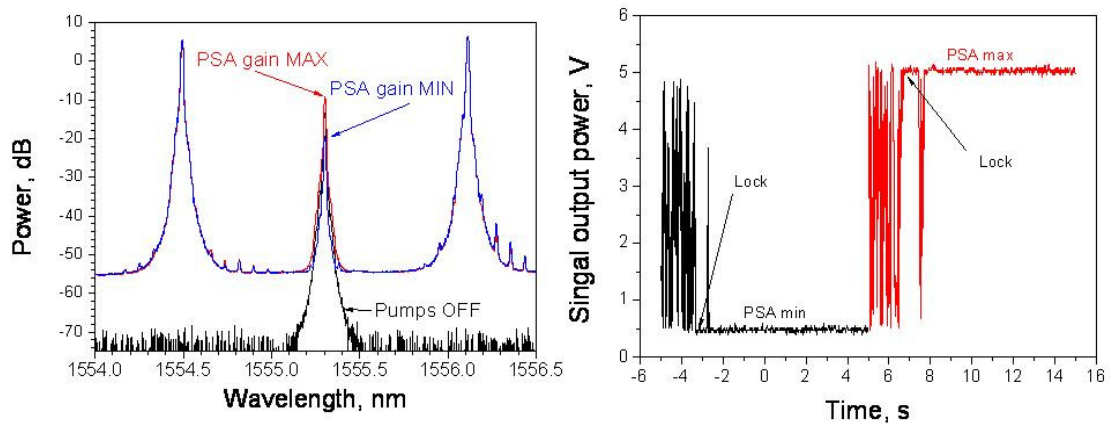 10
0
-10
-20
-30
-40
-50
-60
-70
Power, dB
PSA gain MAX
PSA gain MIN
Pumps OFF
1554.0 1554.5 1555.0 1555.5 1556.0 1556.5
Wavelength, nm
6
5
4
3
2
1
0
Singal output power, V
PSA max
Lock
Lock
PSA min
-6 -4 -2 0 2 4 6 8 10 12 14 16
Time, s